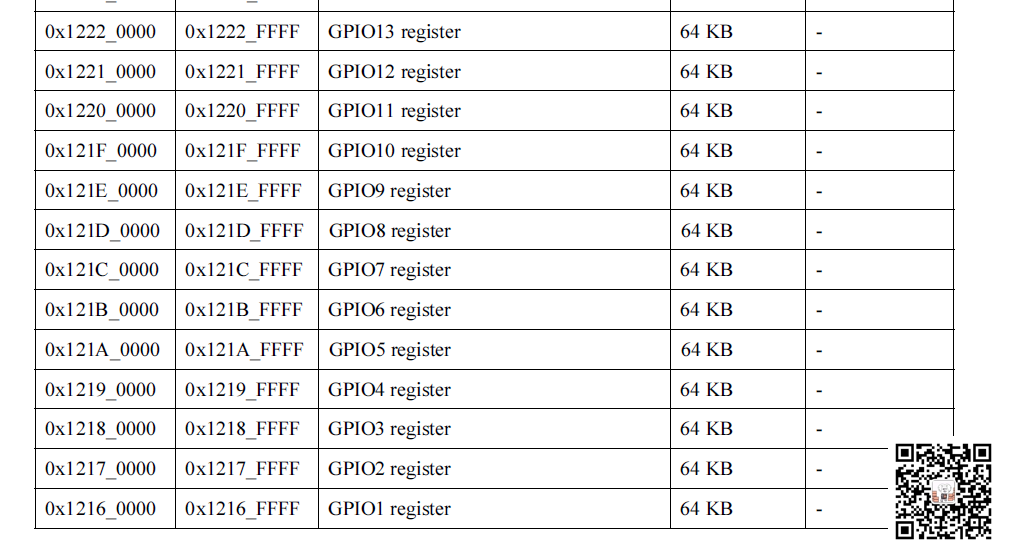 0x1222_0000 0x1222_FFFF GPIO13 register 64 KB -
0x1221_0000 0x1221_FFFF GPIO12 register 64 KB -
0x1220_0000 0x1220_FFFF GPIO11 register 64 KB -
0x121F_0000 0x121F_FFFF GPIO10 register 64 KB -
0x121E_0000 0x121E_FFFF GPIO9 register 64 KB -
0x121D_0000 0x121D_FFFF GPIO8 register 64 KB -
0x121C_0000 0x121C_FFFF GPIO7 register 64 KB -
0x121B_0000 0x121B_FFFF GPIO6 register 64 KB -
0x121A_0000 0x121A_FFFF GPIO5 register 64 KB -
0x1219_0000 0x1219_FFFF GPIO4 register 64 KB -
0x1218_0000 0x1218_FFFF GPIO3 register 64 KB -
0x1217_0000 0x1217_FFFF GPIO2 register 64 KB -
0x1216_0000 0x1216_FFFF GPIO1 register 64 KB -